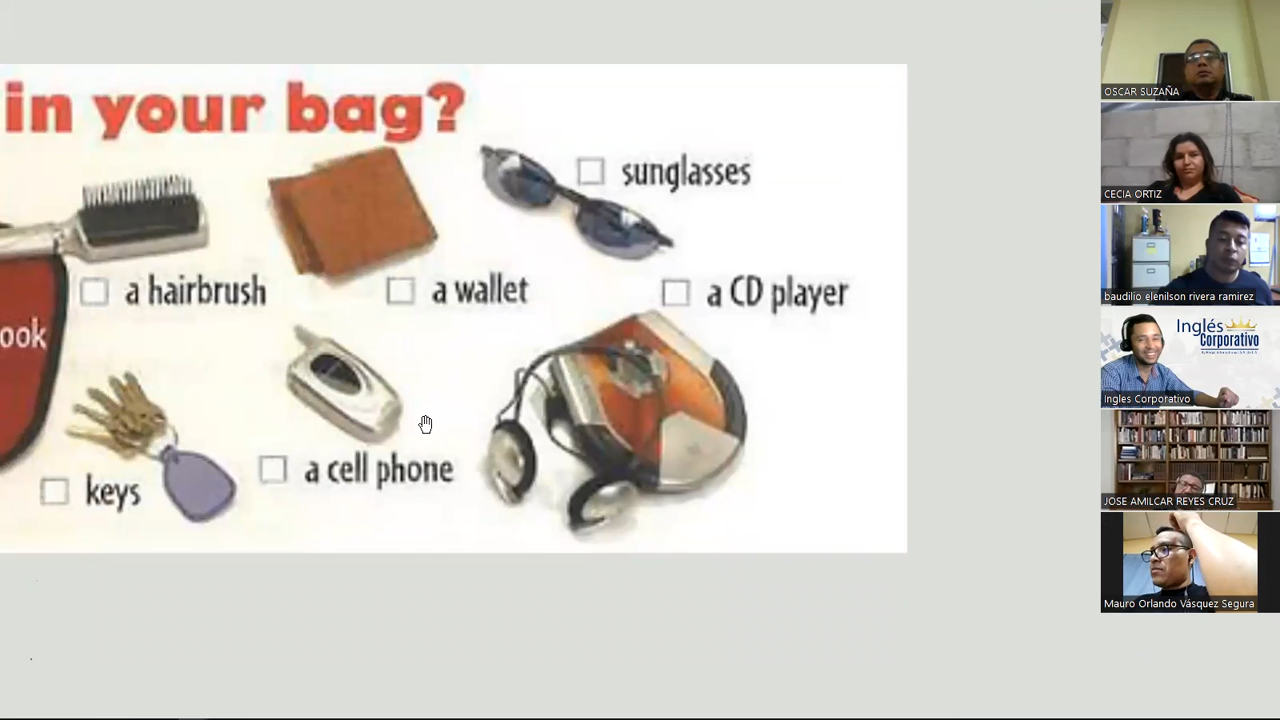 in your bag?
sunglasses
a hairbrush
a wallet
a CD player
ook
keys
a cell phone
OSCAR SUZAÑA
CECIA ORTIZ
baudilio elenilson rivera ramirez
Inglés
Corporativo
Ingles Corporativo
JOSE AMILCAR REYES CRUZ
Mauro Orlando Vásquez Segura